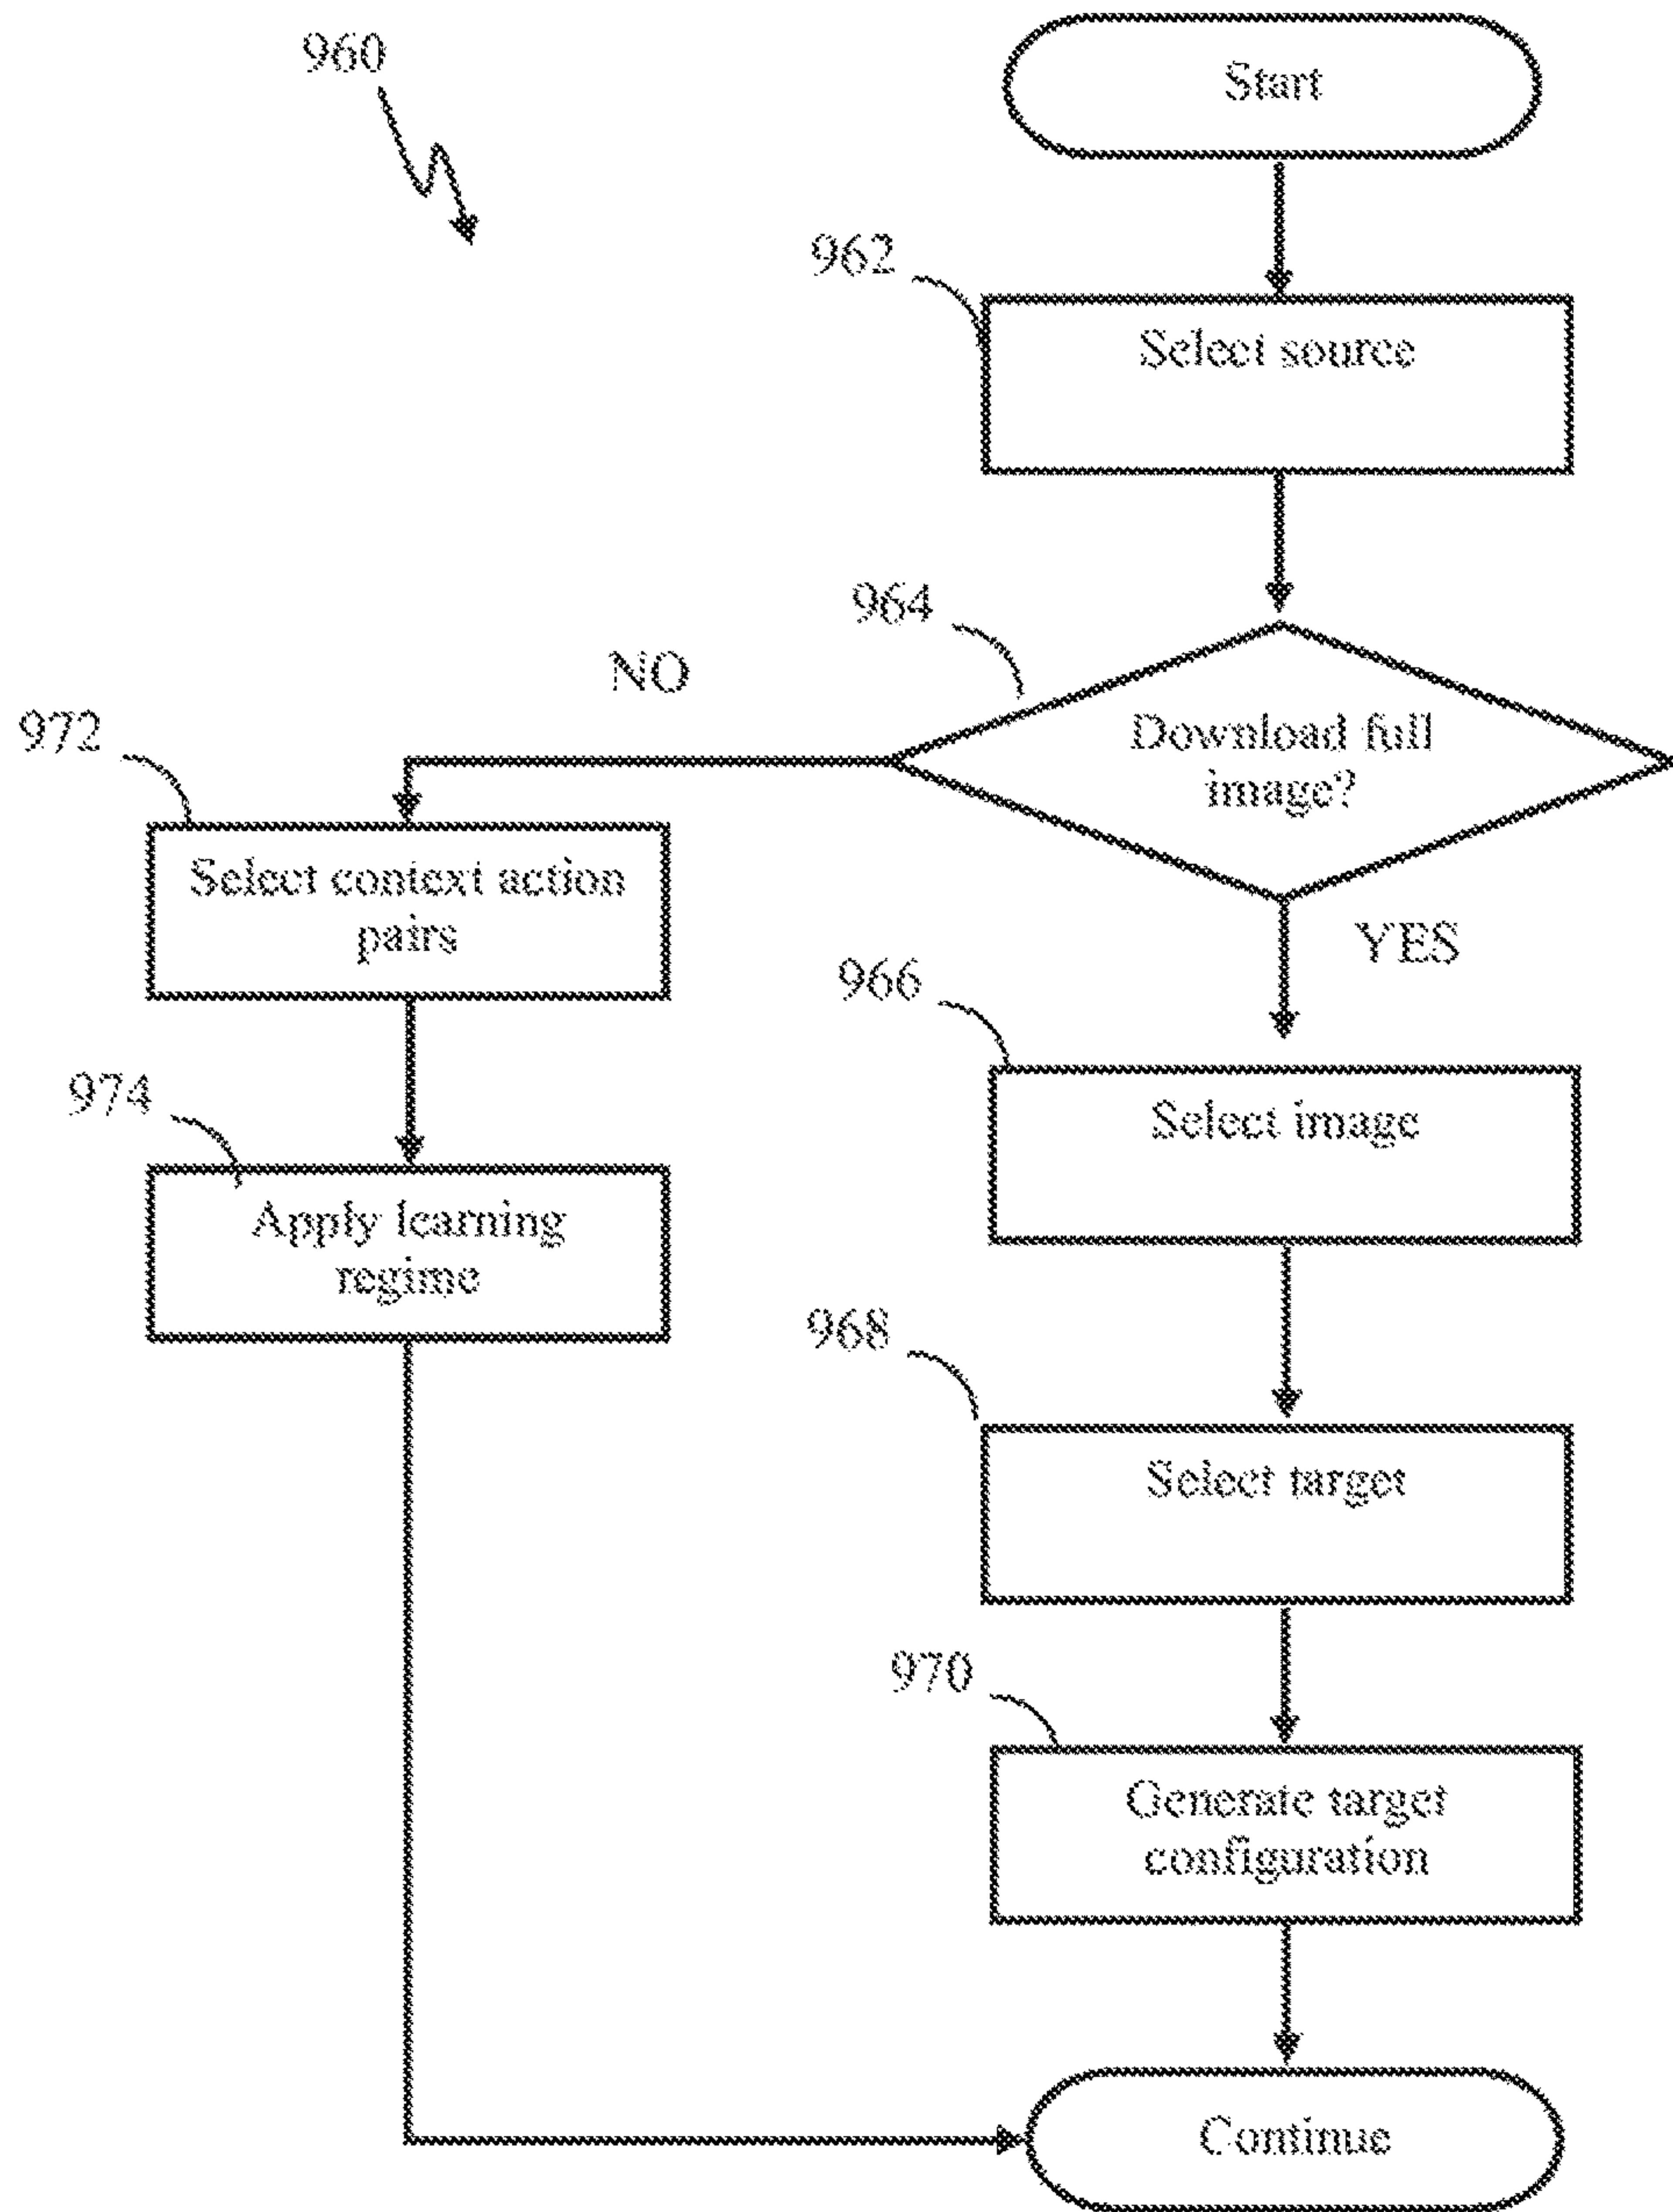 960
Start
962
Select source
964
NO
Download full
image?
972
Select context action
pairs
YES
966
Select image
974
Apply learning
regime
968
Select target
970
Generate target
configuration
Continue